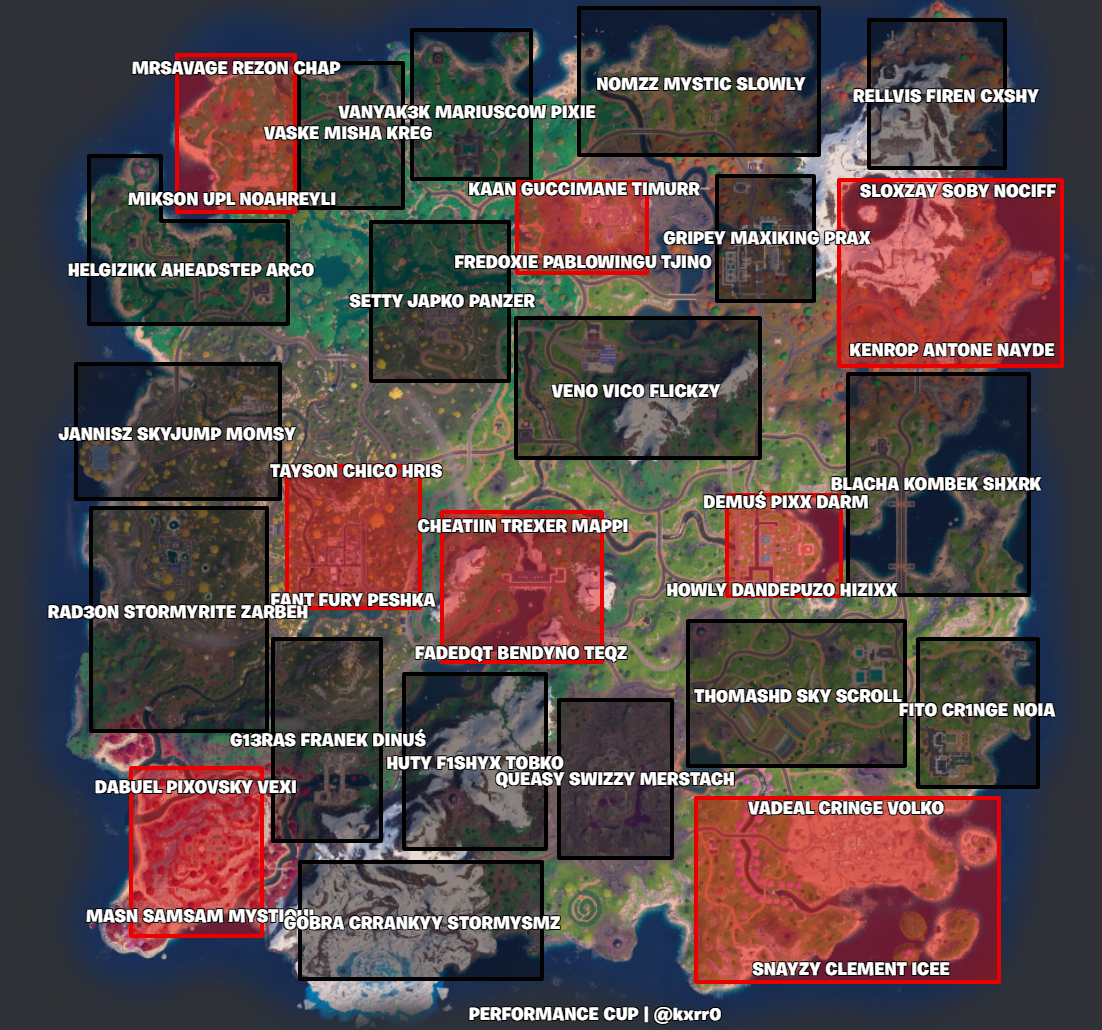 MRSAVAGE REZON CHAP
NOMZZ MYSTIC SLOWLY
RELLVIS FIREN CXSHY
VANYAK3K MARIUSCOW PIXIE
VASKE MISHA KREG
KAAN GUCCIMANE TIMURR
SLOXZAY SOBY NOCIFF
MIKSON UPL NOAHREYLI
GRIPEY MAXIKING PRAX
FREDOXIE PABLOWINGU TJINO
HELGIZIKK AHEADSTEP ARCO
SETTY JAPKO PANZER
KENROP ANTONE NAYDE
VENO VICO FLICKZY
JANNISZ SKYJUMP MOMSY
TAYSON CHICO HRIS
BLACHA KOMBEK SHXRK
DEMUŚ PIXX DARM
CHEATIIN TREXER MAPPI
HOWLY DANDEPUZO HIZIXX
FANT FURY PESHKA
RAD3ON STORMYRITE ZARBEH
FADEDQT BENDYNO TEQZ
THOMASHD SKY SCROLL
FITO CR1NGE NOIA
G13RAS FRANEK DINUŚ
HUTY F1SHYX TOBKO
QUEASY SWIZZY MERSTACH
DABUEL PIXOVSKY VEXI
VADEAL CRINGE VOLKO
MASN SAMSAM
GOBRA CRRANKYY STORMYSMZ
SNAYZY CLEMENT ICEE
PERFORMANCE CUP | @kxrr0